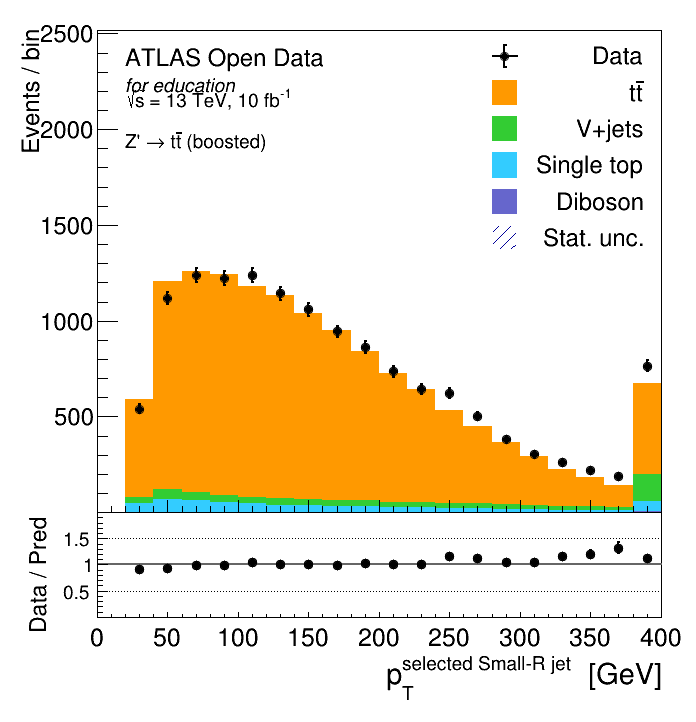 2500
2000
1500
1000
500
Events / bin
ATLAS Open Data
for education
√s = 13 TeV, 10 fb⁻¹
Z' → tt̄ (boosted)
Data
tt̄
V+jets
Single top
Diboson
Stat. unc.
Data / Pred
1.5
1
0.5
0 50 100 150 200 250 300 350 400
p_T^selected Small-R jet [GeV]